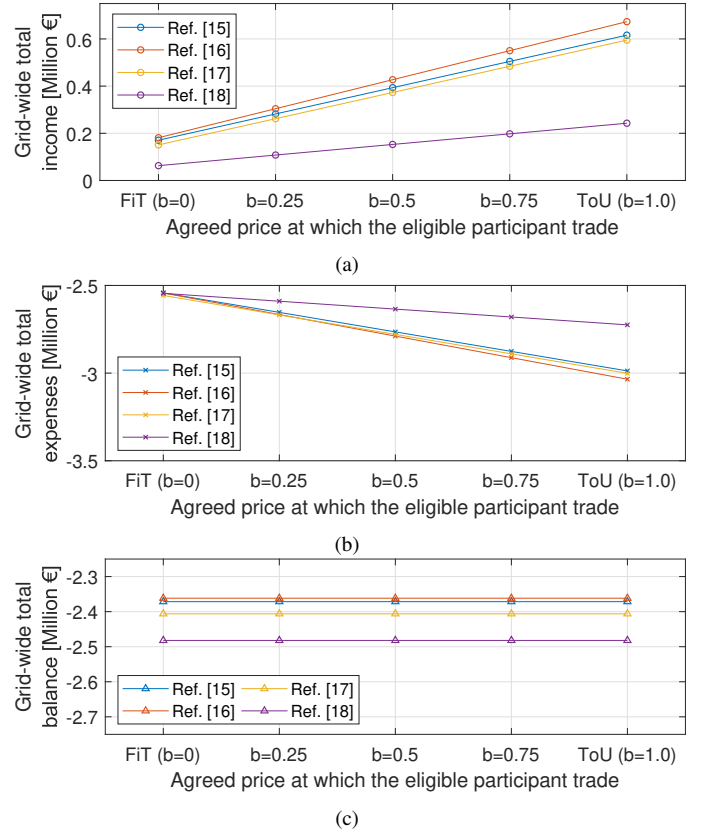 Grid-wide total
income [Million €]
0.6
0.4
0.2
0
Ref. [15]
Ref. [16]
Ref. [17]
Ref. [18]
FiT (b=0) b=0.25 b=0.5 b=0.75 ToU (b=1.0)
Agreed price at which the eligible participant trade
(a)
Grid-wide total
expenses [Million €]
-2.5
-3
-3.5
Ref. [15]
Ref. [16]
Ref. [17]
Ref. [18]
FiT (b=0) b=0.25 b=0.5 b=0.75 ToU (b=1.0)
Agreed price at which the eligible participant trade
(b)
Grid-wide total
balance [Million €]
-2.3
-2.4
-2.5
-2.6
-2.7
Ref. [15] Ref. [17]
Ref. [16] Ref. [18]
FiT (b=0) b=0.25 b=0.5 b=0.75 ToU (b=1.0)
Agreed price at which the eligible participant trade
(c)